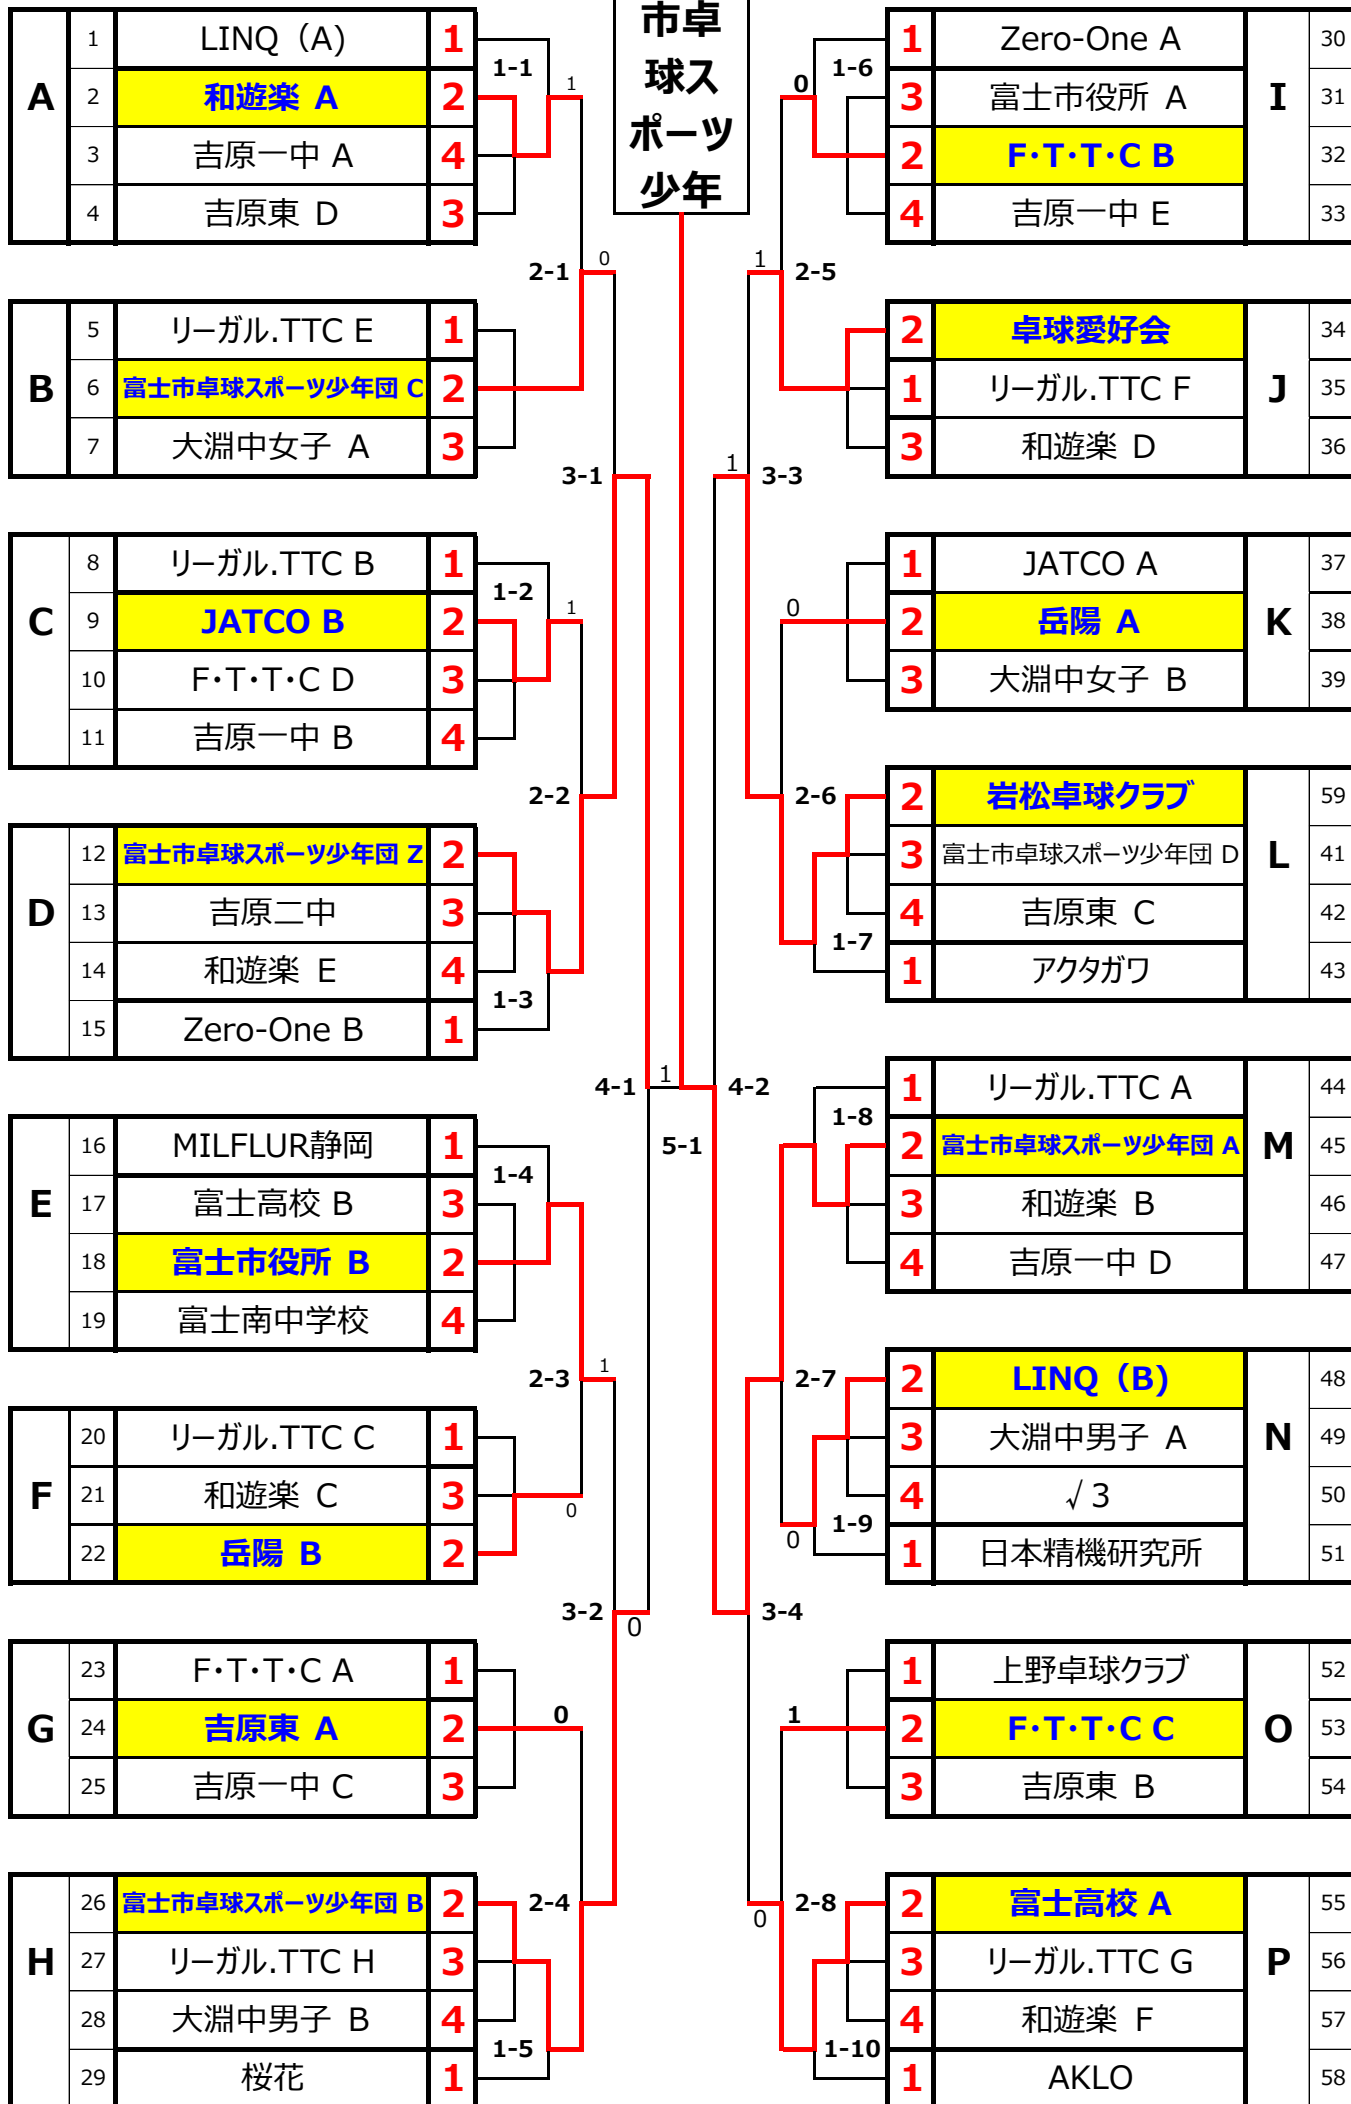 市卓
球ス
ポーツ
少年
A
1 LINQ（A） 1
2 和遊楽 A 2
3 吉原一中 A 4
4 吉原東 D 3
1-1
1
2-1
0
B
5 リーガル.TTC E 1
6 富士市卓球スポーツ少年団 C 2
7 大淵中女子 A 3
3-1
C
8 リーガル.TTC B 1
9 JATCO B 2
10 F・T・T・C D 3
11 吉原一中 B 4
1-2
1
2-2
D
12 富士市卓球スポーツ少年団 Z 2
13 吉原二中 3
14 和遊楽 E 4
15 Zero-One B 1
1-3
4-1
1
5-1
E
16 MILFLUR静岡 1
17 富士高校 B 3
18 富士市役所 B 2
19 富士南中学校 4
1-4
2-3
1
F
20 リーガル.TTC C 1
21 和遊楽 C 3
22 岳陽 B 2
0
3-2
0
G
23 F・T・T・C A 1
24 吉原東 A 2
25 吉原一中 C 3
0
2-4
H
26 富士市卓球スポーツ少年団 B 2
27 リーガル.TTC H 3
28 大淵中男子 B 4
29 桜花 1
1-5
1 Zero-One A 30
3 富士市役所 A 31
2 F・T・T・C B 32
4 吉原一中 E 33
I
1-6
0
1
2-5
2 卓球愛好会 34
1 リーガル.TTC F 35
3 和遊楽 D 36
J
1
3-3
1 JATCO A 37
2 岳陽 A 38
3 大淵中女子 B 39
K
0
2-6
2 岩松卓球クラブ 59
3 富士市卓球スポーツ少年団 D 41
4 吉原東 C 42
1 アクタガワ 43
L
1-7
4-2
1 リーガル.TTC A 44
2 富士市卓球スポーツ少年団 A 45
3 和遊楽 B 46
4 吉原一中 D 47
M
1-8
2-7
2 LINQ（B） 48
3 大淵中男子 A 49
4 √3 50
1 日本精機研究所 51
N
1-9
0
3-4
1 上野卓球クラブ 52
2 F・T・T・C C 53
3 吉原東 B 54
O
1
0
2-8
2 富士高校 A 55
3 リーガル.TTC G 56
4 和遊楽 F 57
1 AKLO 58
P
1-10